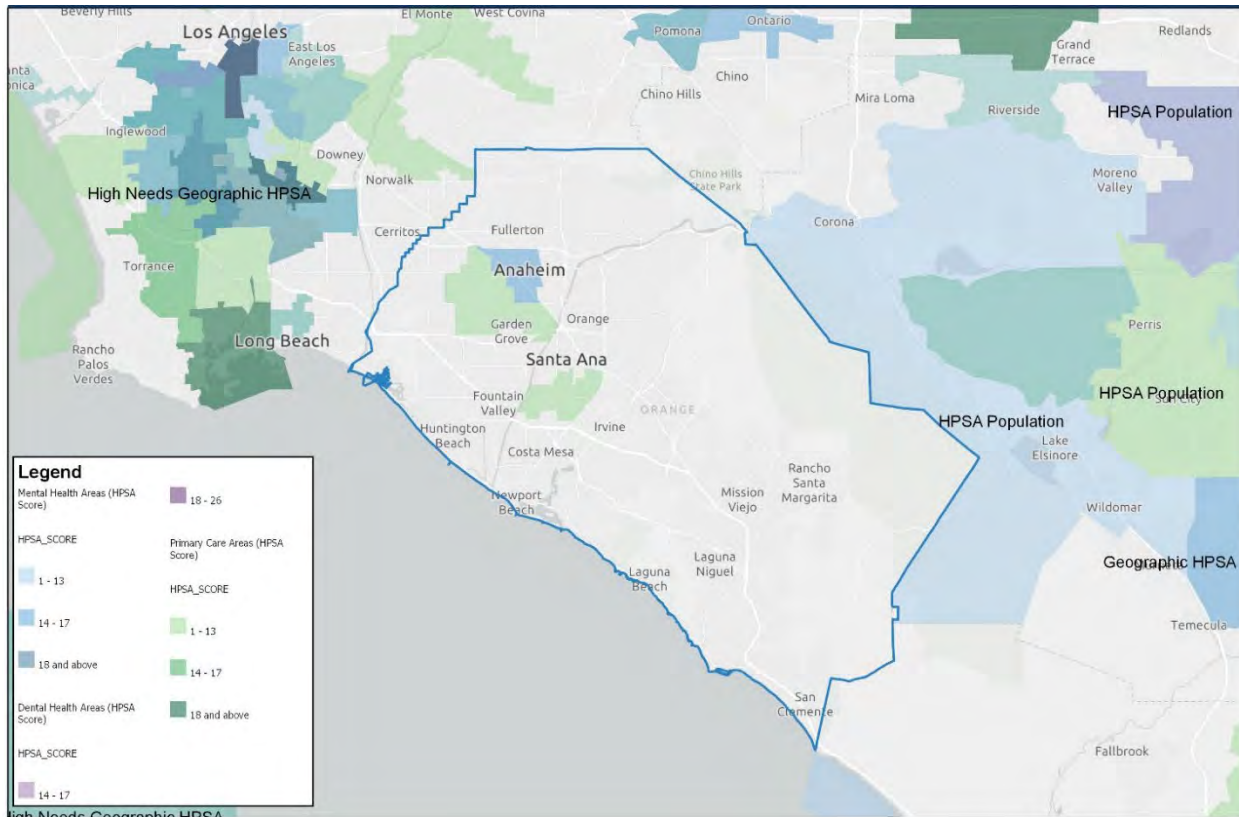 Beverly Hills
Los Angeles
East Los
Angeles
El Monte
West Covina
Pomona
Ontario
Grand
Terrace
Redlands
Chino
Chino Hills
Mira Loma
Riverside
HPSA Population
Inglewood
Downey
Norwalk
Chino Hills
State Park
Moreno
Valley
High Needs Geographic HPSA
Cerritos
Fullerton
Corona
Torrance
Anaheim
Garden
Grove
Orange
Perris
Long Beach
Rancho
Palos
Verdes
Santa Ana
HPSA Population
Fountain
Valley
ORANGE
HPSA Population
Huntington
Beach
Irvine
Lake
Elsinore
Costa Mesa
Rancho
Santa
Margarita
Mission
Viejo
Newport
Beach
Wildomar
Laguna
Niguel
Geographic HPSA
Laguna
Beach
Temecula
San
Clemente
Fallbrook
Legend
Mental Health Areas (HPSA
Score)
HPSA_SCORE
1 - 13
14 - 17
18 and above
Dental Health Areas (HPSA
Score)
HPSA_SCORE
14 - 17
18 - 26
Primary Care Areas (HPSA
Score)
HPSA_SCORE
1 - 13
14 - 17
18 and above
High Needs Geographic HPSA